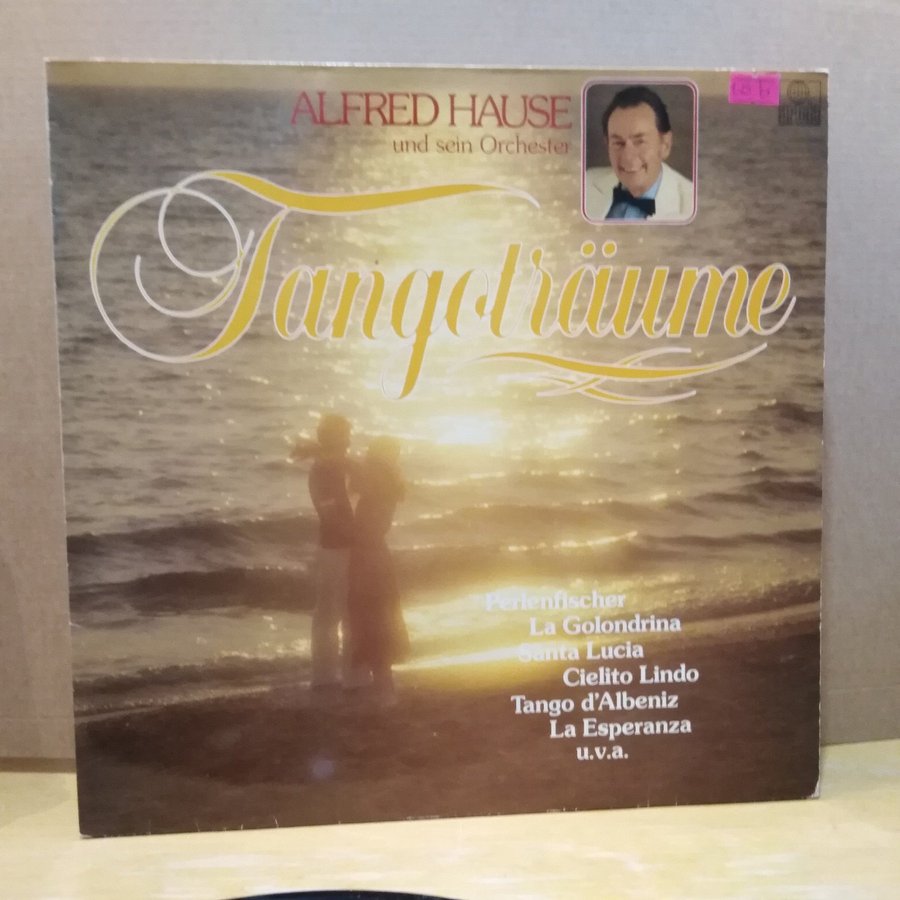 ALFRED HAUSE
und sein Orchester
Tangoträume
Perlenfischer
La Golondrina
Santa Lucia
Cielito Lindo
Tango d'Albeniz
La Esperanza
u.v.a.